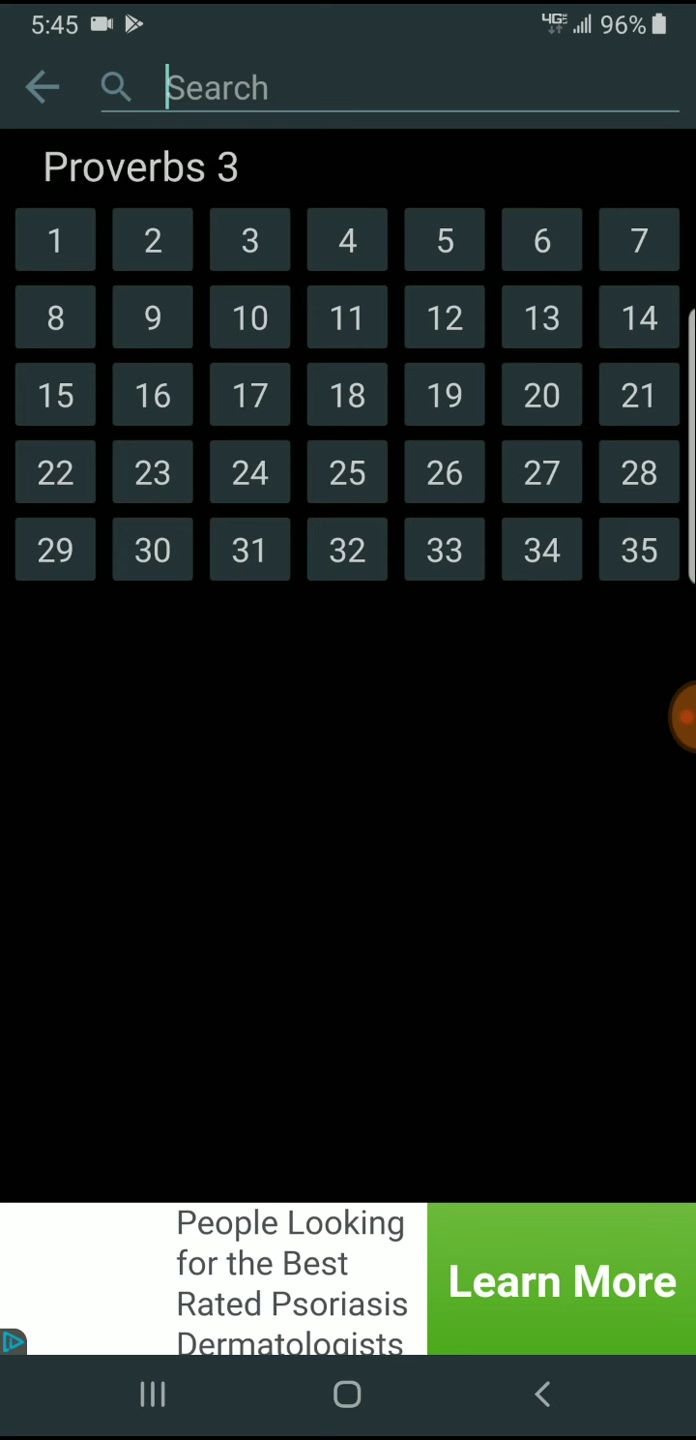 5:45 4GE 96%
Search
Proverbs 3
1 2 3 4 5 6 7
8 9 10 11 12 13 14
15 16 17 18 19 20 21
22 23 24 25 26 27 28
29 30 31 32 33 34 35
People Looking
for the Best
Rated Psoriasis
Dermatologists
Learn More